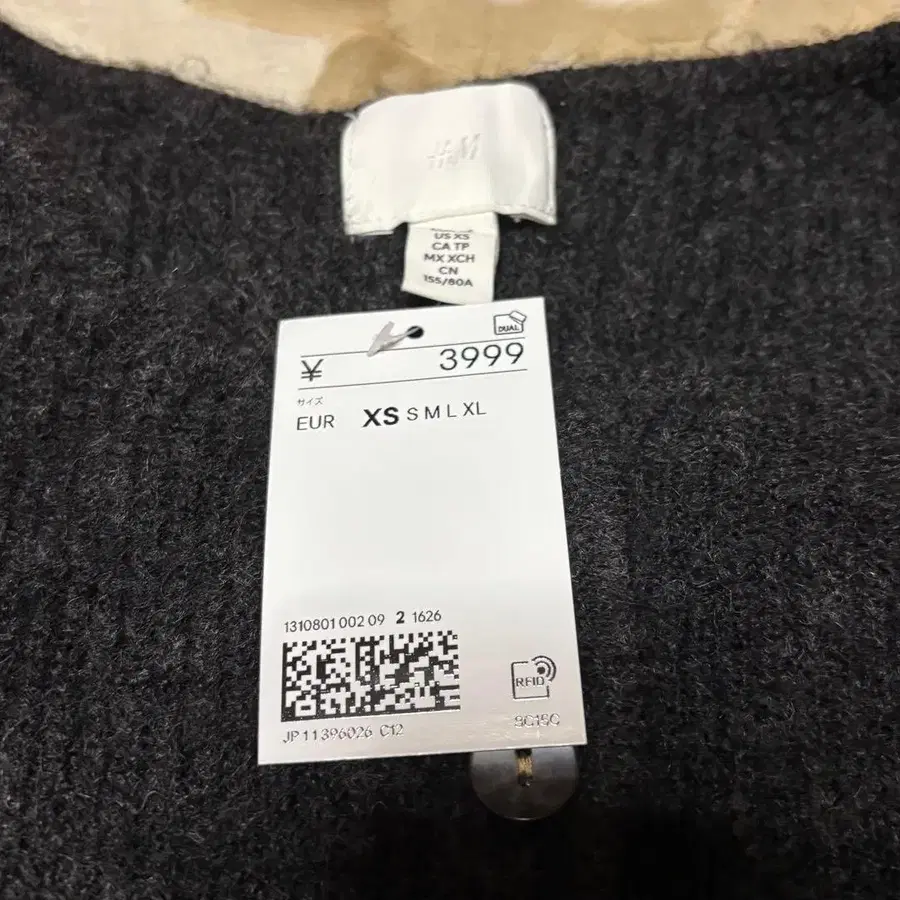 H&M
US XS
CA TP
MX XCH
CN
155/80A
DUAL
¥ 3999
サイズ
EUR XS S M L XL
1310801 002 09 2 1626
RFID
JP 11396026 C12